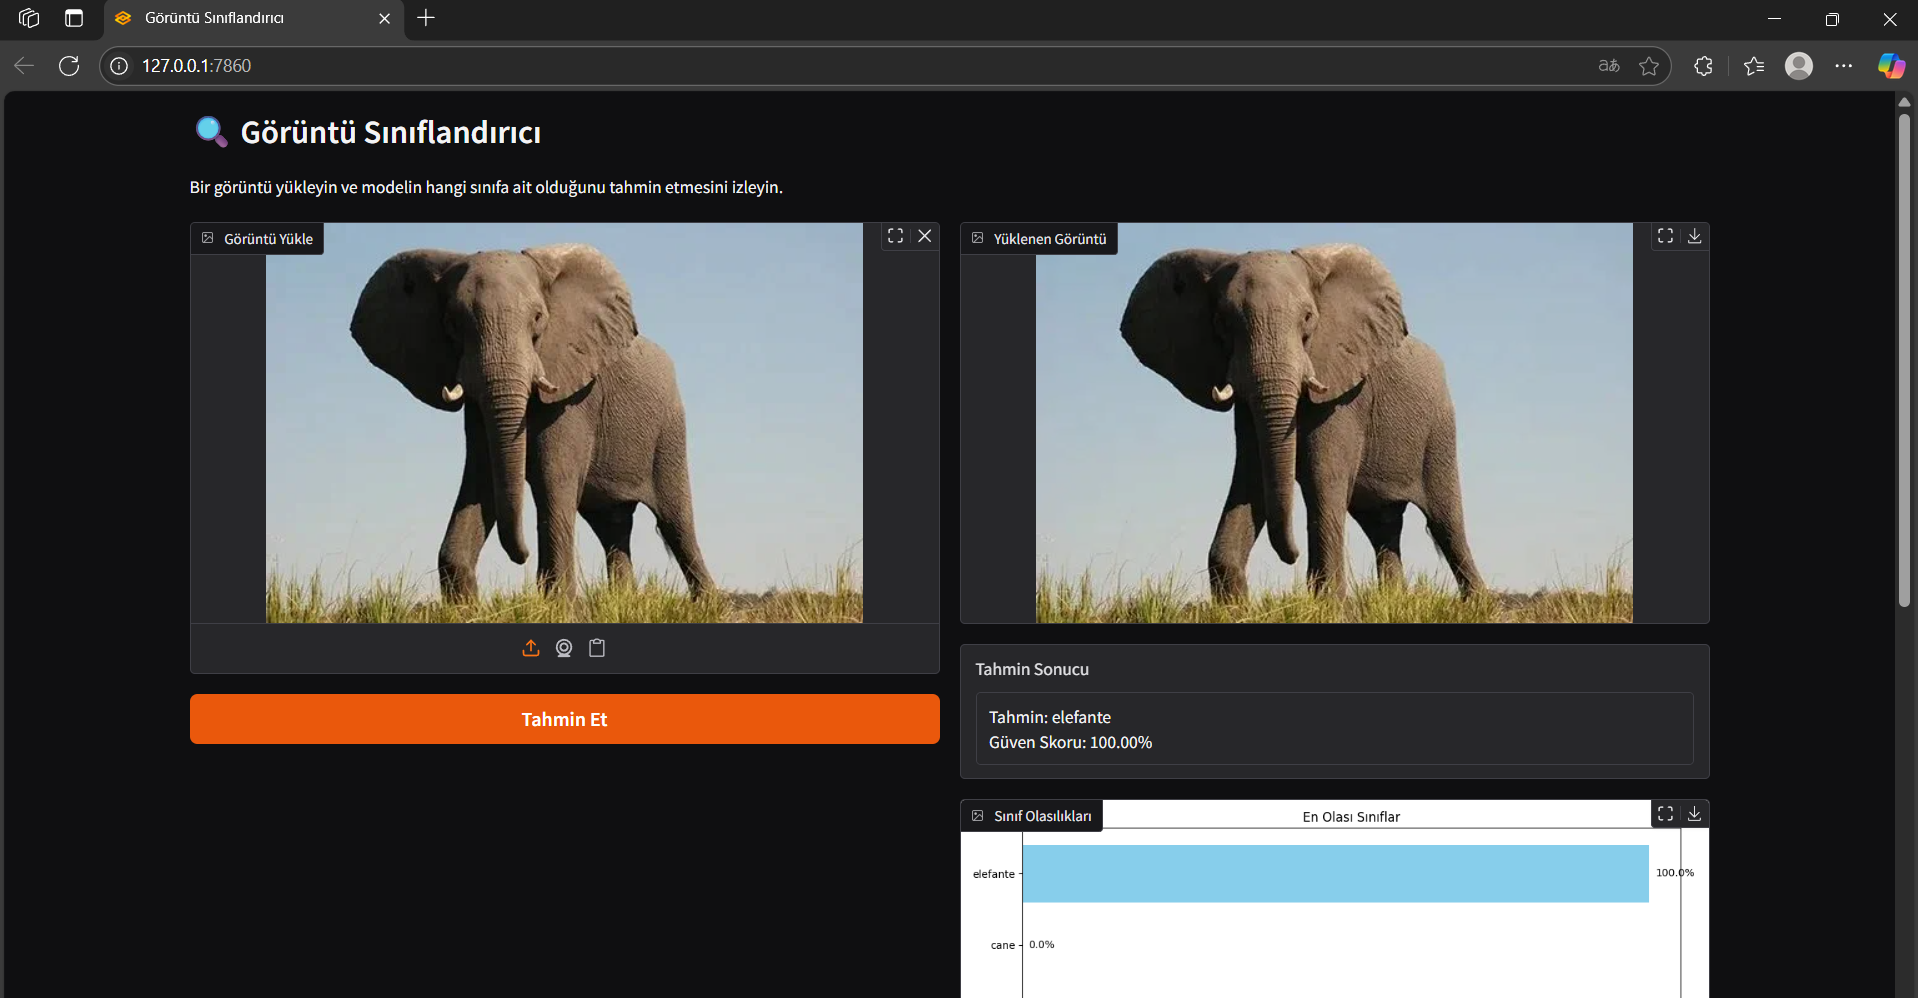 Görüntü Sınıflandırıcı
127.0.0.1:7860
aあ
Görüntü Sınıflandırıcı
Bir görüntü yükleyin ve modelin hangi sınıfa ait olduğunu tahmin etmesini izleyin.
Görüntü Yükle
Yüklenen Görüntü
Tahmin Et
Tahmin Sonucu
Tahmin: elefante
Güven Skoru: 100.00%
Sınıf Olasılıkları
En Olası Sınıflar
elefante
100.0%
cane
0.0%